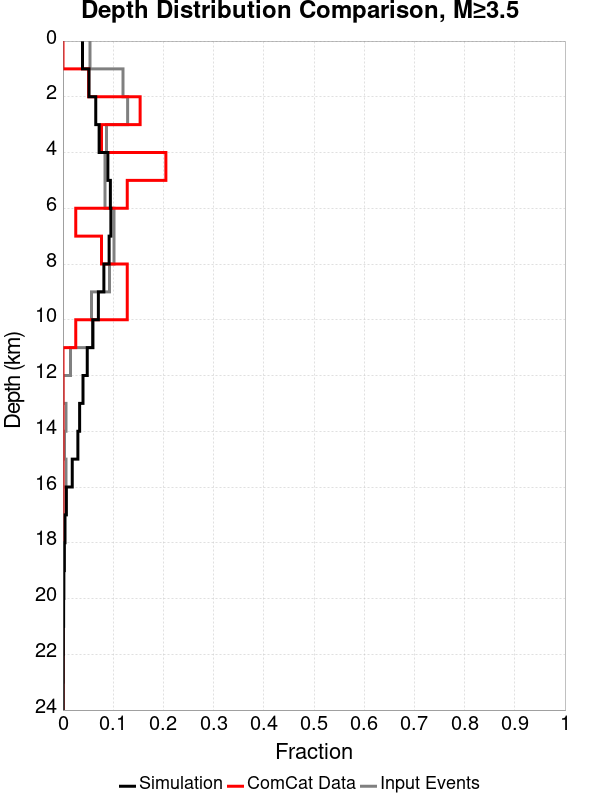 Depth Distribution Comparison, M≥3.5
0
2
4
6
8
10
12
14
16
18
20
22
24
Depth (km)
0 0.1 0.2 0.3 0.4 0.5 0.6 0.7 0.8 0.9 1
Fraction
Simulation ComCat Data Input Events